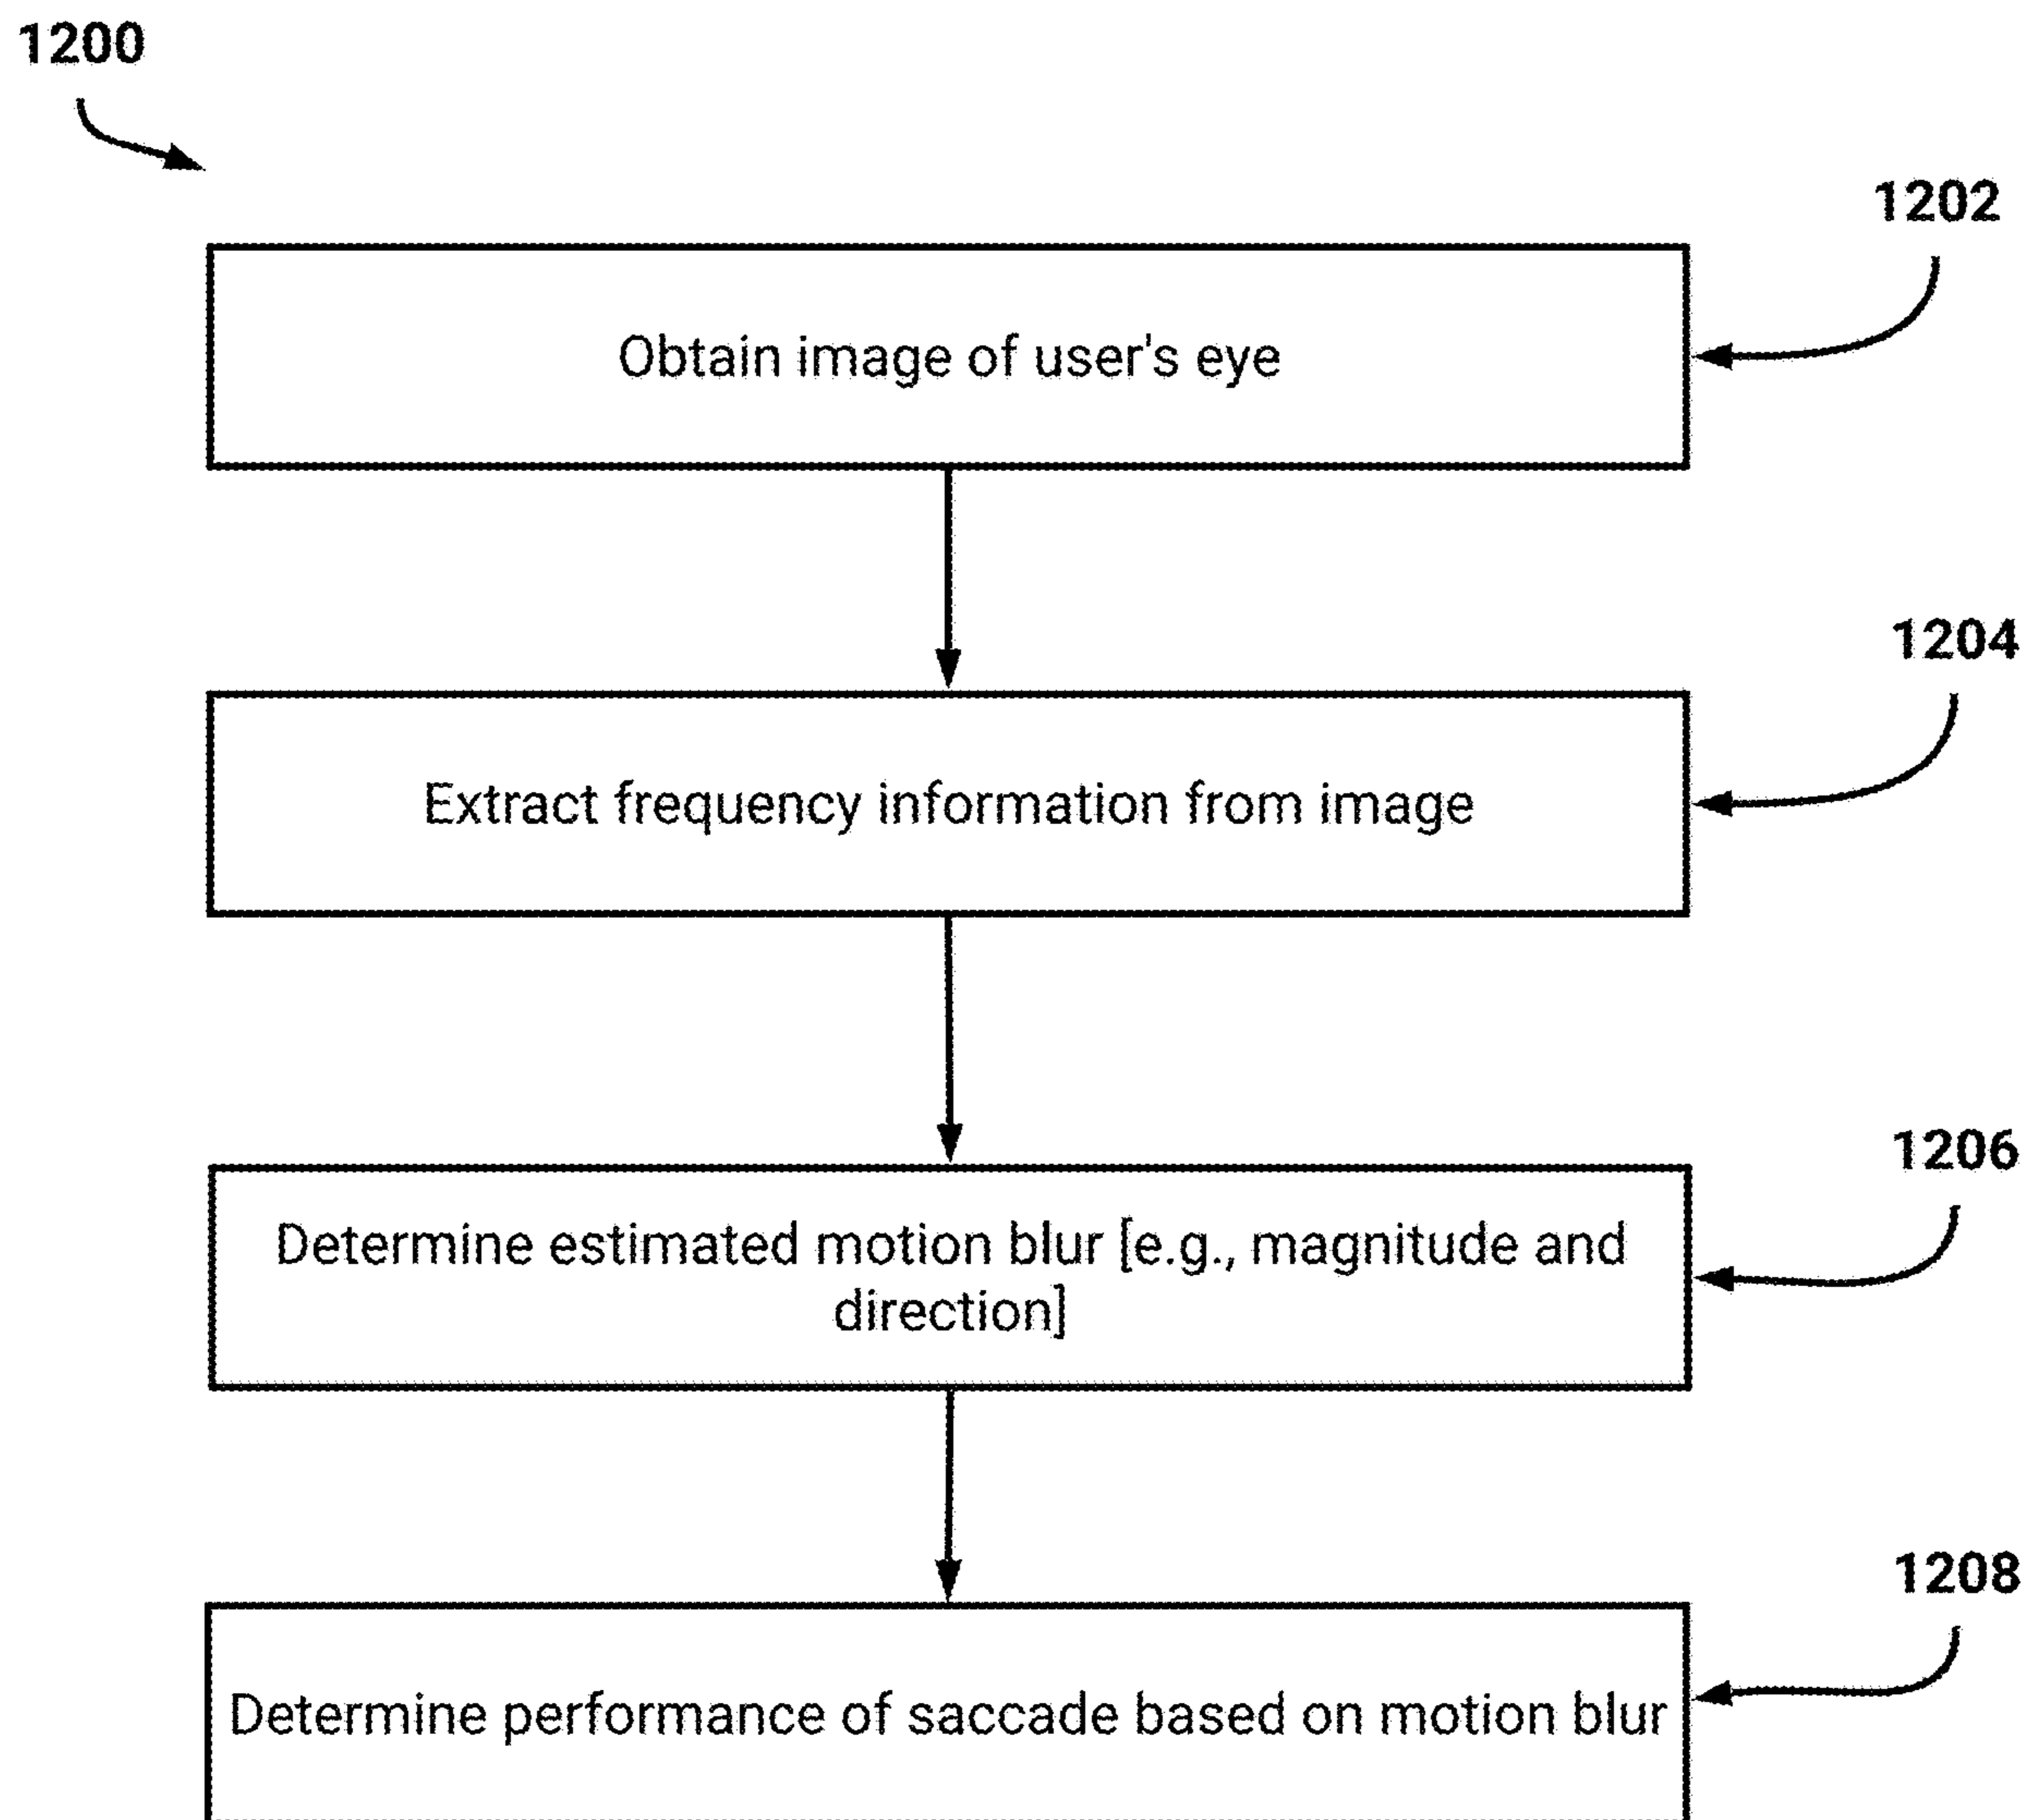 1200
1202
Obtain image of user's eye
1204
Extract frequency information from image
1206
Determine estimated motion blur [e.g., magnitude and
direction]
1208
Determine performance of saccade based on motion blur